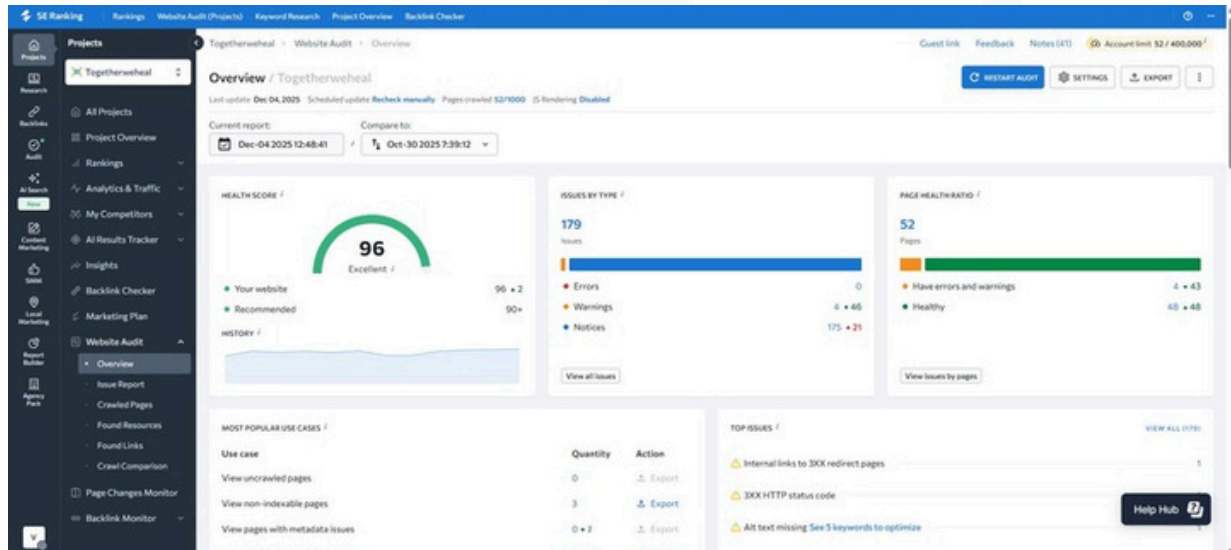 SE Ranking
Rankings Website Audit (Projects) Keyword Research Project Overview Backlink Checker
Projects
Research
Backlinks
Audit
AI Search
New
Content Marketing
SMM
Local Marketing
Report Builder
Agency Pack
Projects
Togetherweheal
All Projects
Project Overview
Rankings
Analytics & Traffic
My Competitors
AI Results Tracker
Insights
Backlink Checker
Marketing Plan
Website Audit
Overview
Issue Report
Crawled Pages
Found Resources
Found Links
Crawl Comparison
Page Changes Monitor
Backlink Monitor
Togetherweheal Website Audit Overview
Guest link Feedback Notes (41) Account limit 52 / 400,000
Overview / Togetherweheal
RESTART AUDIT SETTINGS EXPORT
Last update: Dec 04, 2025 Scheduled update: Recheck manually Pages crawled 52/1000 JS Rendering Disabled
Current report: Compare to:
Dec-04 2025 12:48:41 / Oct-30 2025 7:39:12
HEALTH SCORE
96
Excellent
Your website 96 2
Recommended 90+
HISTORY
ISSUES BY TYPE
179
Issues
Errors 0
Warnings 4 46
Notices 175 21
View all issues
PAGE HEALTH RATIO
52
Pages
Have errors and warnings 4 43
Healthy 48 48
View issues by pages
MOST POPULAR USE CASES
Use case Quantity Action
View uncrawled pages 0 Export
View non-indexable pages 3 Export
View pages with metadata issues 0 2 Export
TOP ISSUES VIEW ALL (179)
Internal links to 3XX redirect pages 1
3XX HTTP status code
Alt text missing See 5 keywords to optimize 1
Help Hub